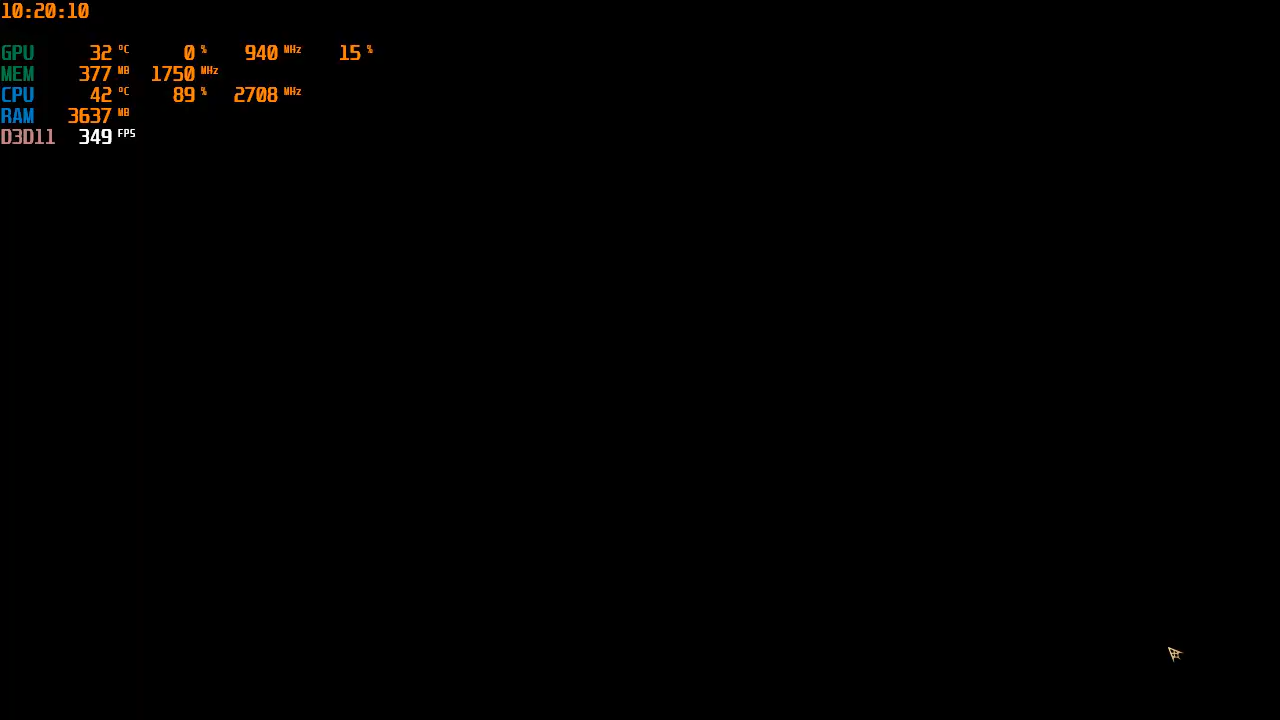 10:20:10
GPU 32 °C 0 % 940 MHz 15 %
MEM 377 MB 1750 MHz
CPU 42 °C 89 % 2708 MHz
RAM 3637 MB
D3D11 349 FPS